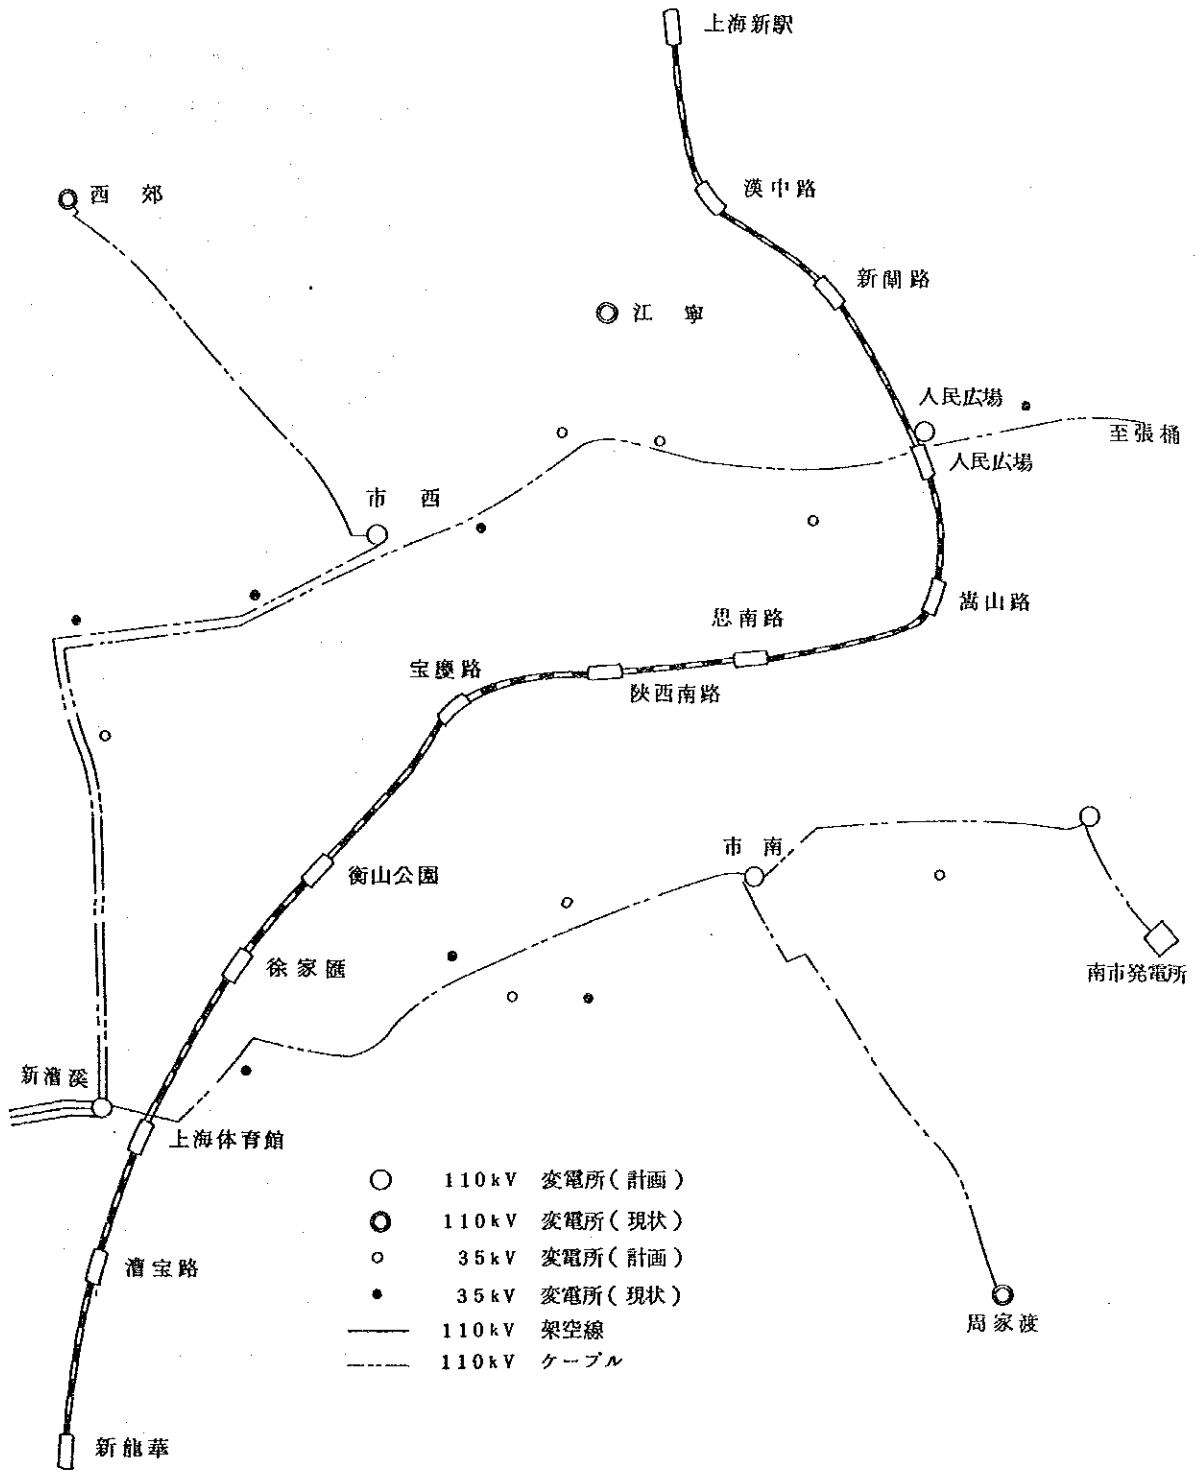 上海新駅
漢中路
西郊
新閘路
江寧
人民広場
至張桶
人民広場
市西
嵩山路
思南路
宝慶路
陜西南路
市南
衡山公園
徐家匯
南市発電所
新漕溪
上海体育館
110kV 変電所(計画)
110kV 変電所(現状)
35kV 変電所(計画)
35kV 変電所(現状)
110kV 架空線
110kV ケーブル
漕宝路
周家渡
新龍華